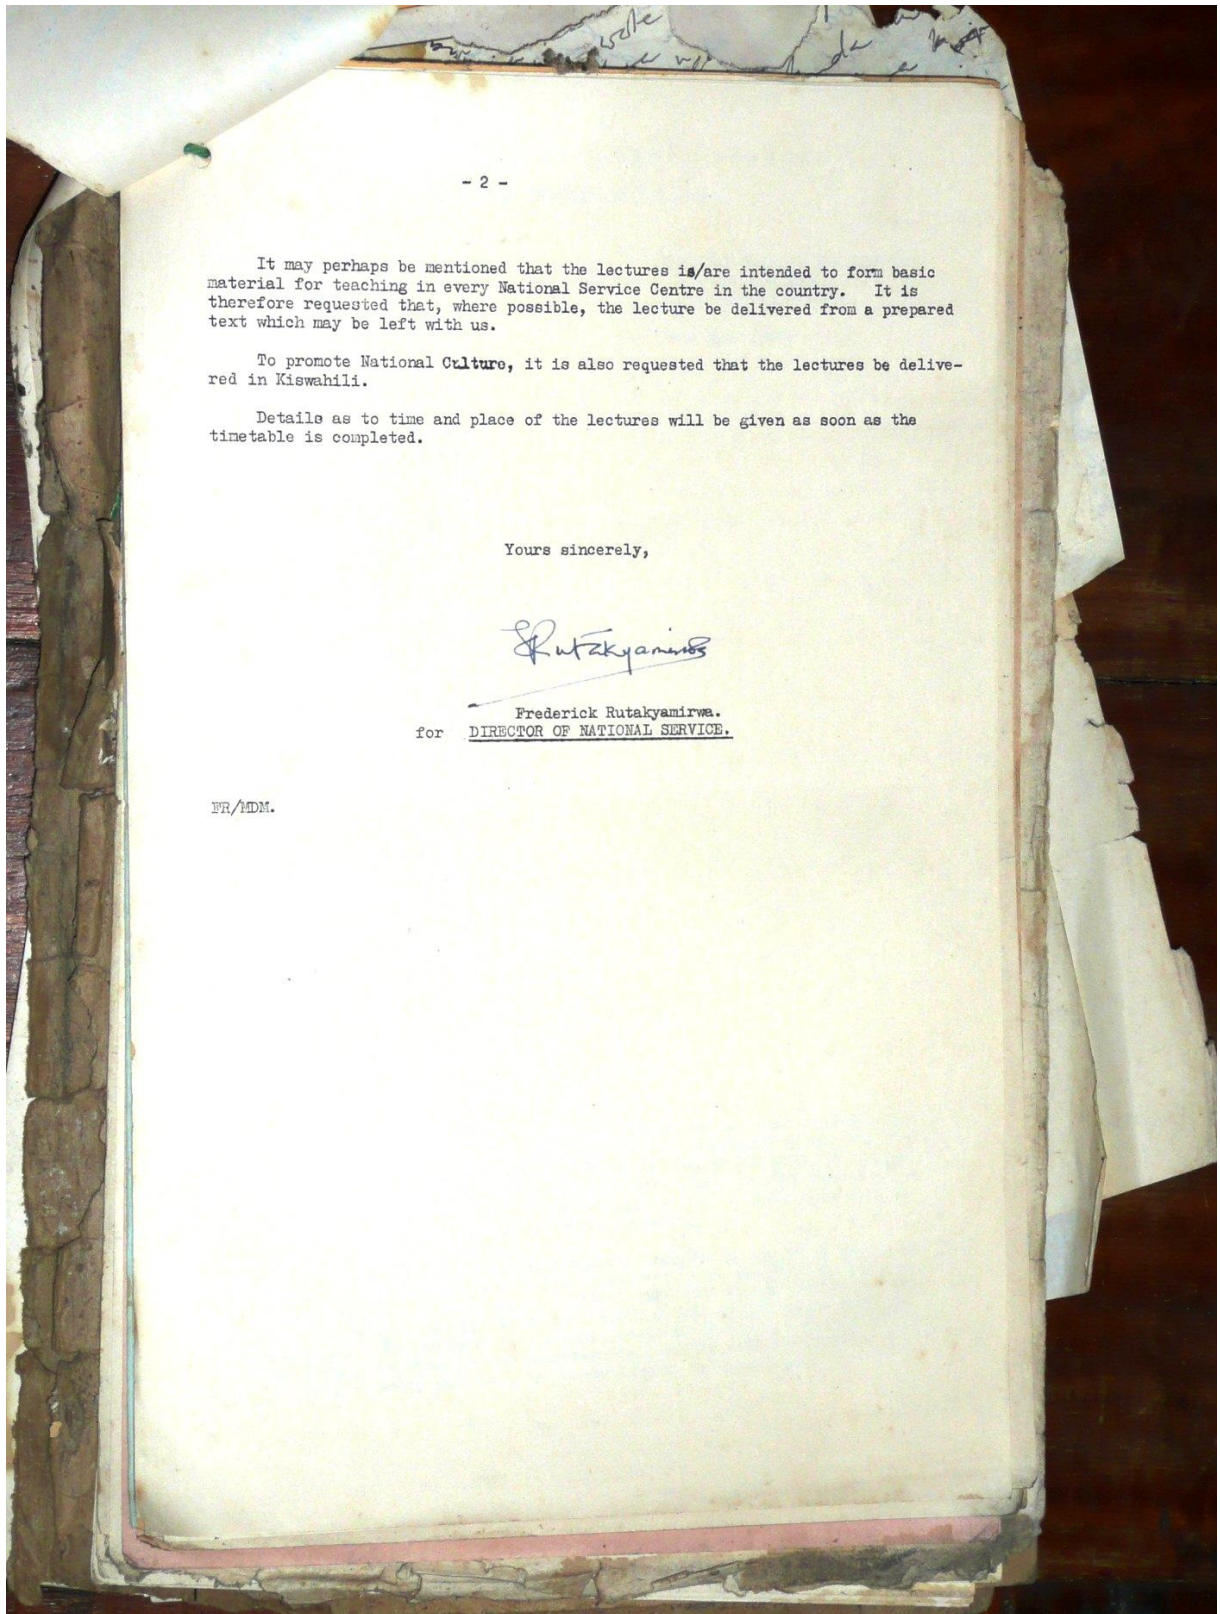 wote
da
- 2 -
It may perhaps be mentioned that the lectures is/are intended to form basic
material for teaching in every National Service Centre in the country. It is
therefore requested that, where possible, the lecture be delivered from a prepared
text which may be left with us.
To promote National Culture, it is also requested that the lectures be delive-
red in Kiswahili.
Details as to time and place of the lectures will be given as soon as the
timetable is completed.
Yours sincerely,
FRutakyamirwa
Frederick Rutakyamirwa.
for DIRECTOR OF NATIONAL SERVICE.
FR/MDM.